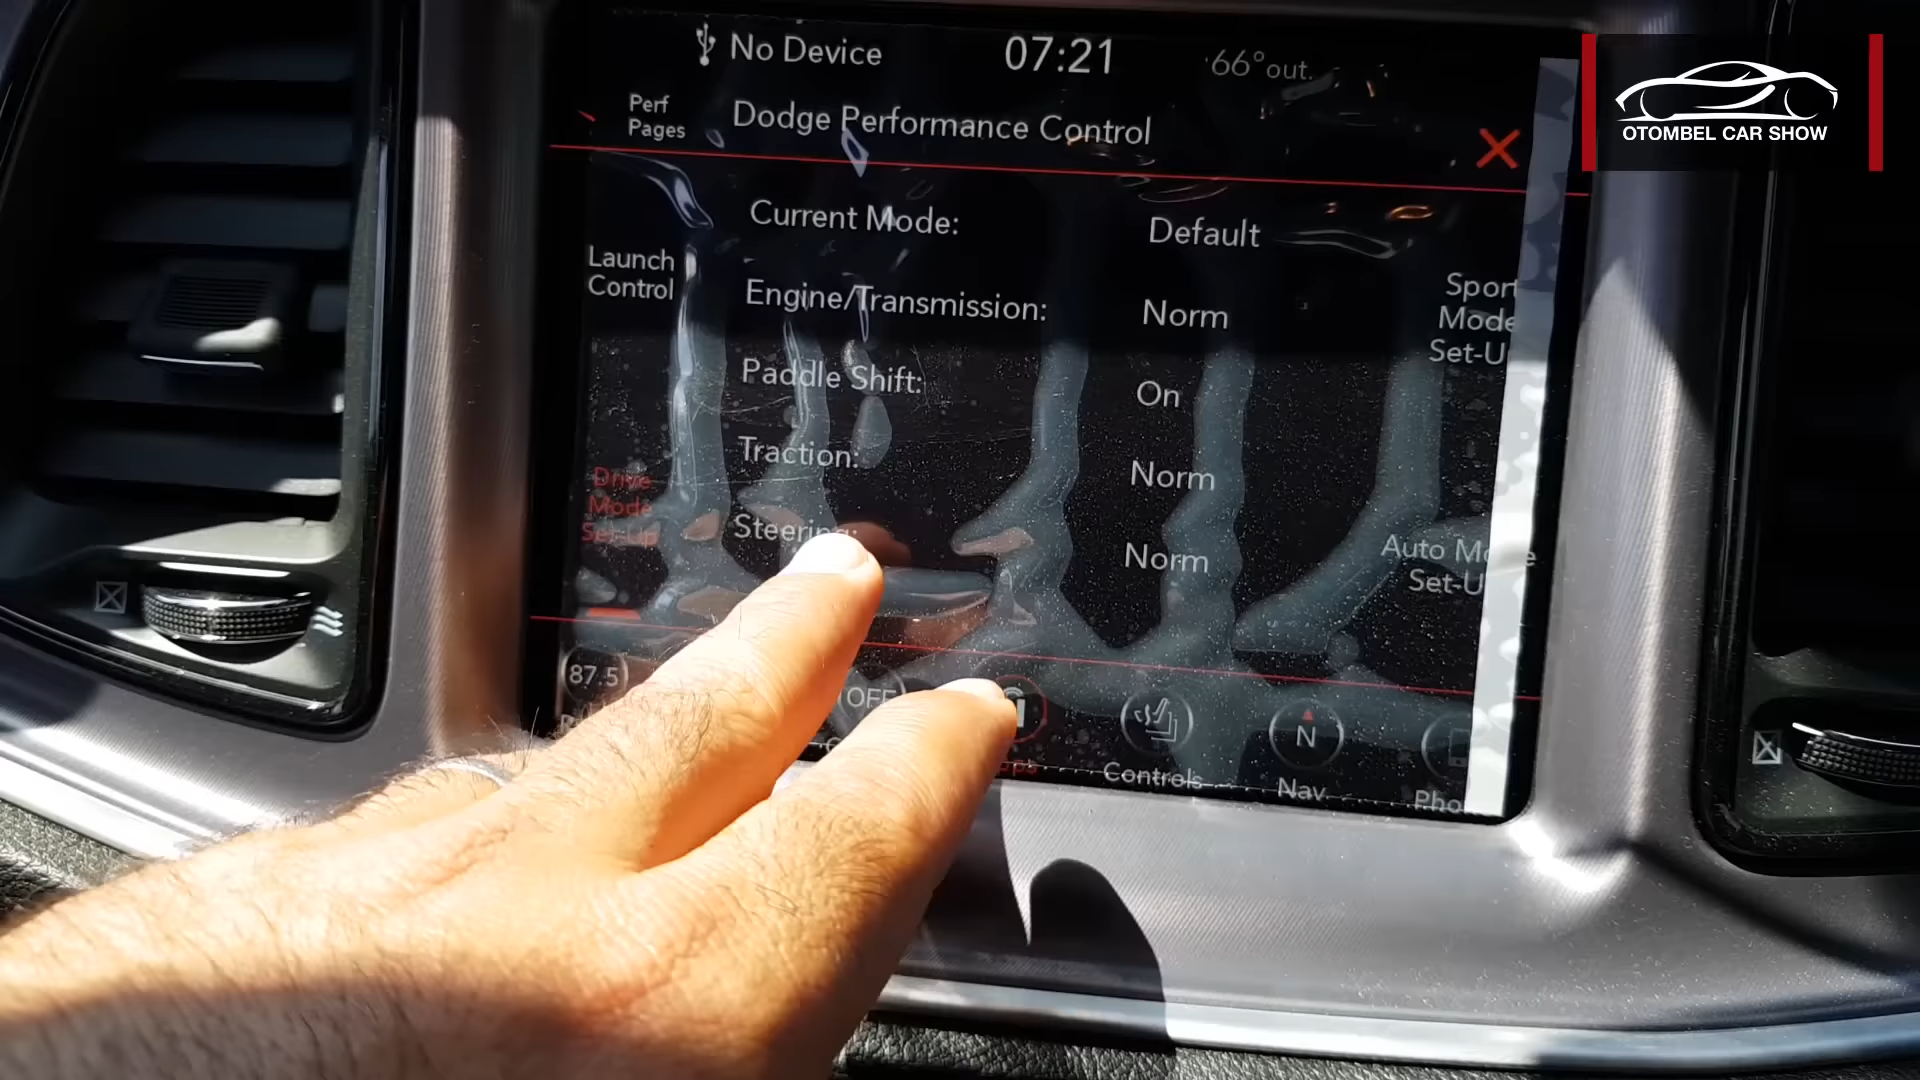 No Device
07:21
66° out.
OTOMBEL CAR SHOW
Perf
Pages
Dodge Performance Control
Current Mode:
Default
Launch
Control
Engine/Transmission:
Norm
Sport
Mode
Set-U
Paddle Shift:
On
Traction:
Norm
Drive
Mode
Set-Up
Steering:
Norm
Auto Mode
Set-U
87.5
OFF
Controls
N
Nav
Pho